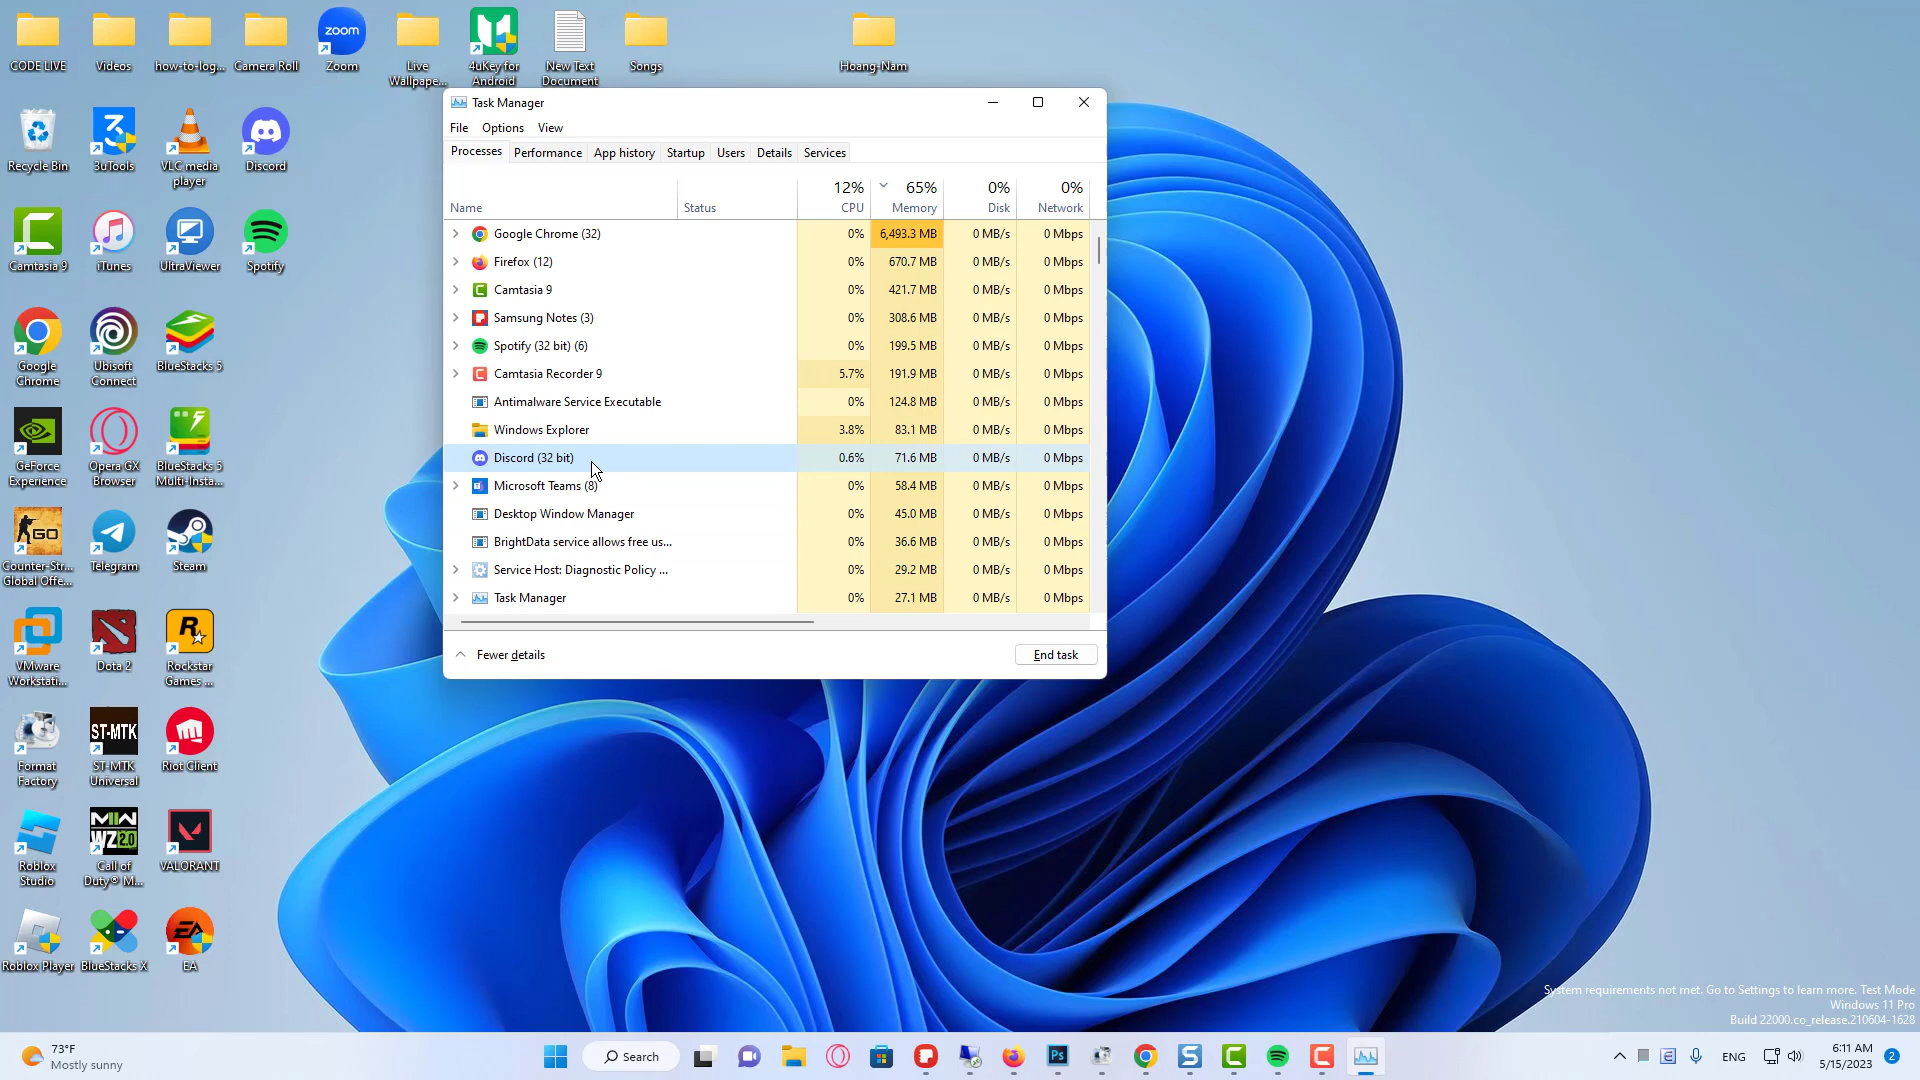 CODE LIVE
Videos
how-to-log...
Camera Roll
zoom
Zoom
Live
Wallpape...
4uKey for
Android
New Text
Document
Songs
Hoang-Nam
Recycle Bin
3uTools
VLC media
player
Discord
Camtasia 9
iTunes
UltraViewer
Spotify
Google
Chrome
Ubisoft
Connect
BlueStacks 5
GeForce
Experience
Opera GX
Browser
BlueStacks 5
Multi-Insta...
GO
Counter-Str...
Global Offe...
Telegram
Steam
VMware
Workstati...
Dota 2
R
Rockstar
Games ...
Format
Factory
ST-MTK
ST-MTK
Universal
Riot Client
Roblox
Studio
MW
WZ 2.0
Call of
Duty® M...
VALORANT
Roblox Player
BlueStacks X
EA
EA
Task Manager
File Options View
Processes Performance App history Startup Users Details Services
12% 65% 0% 0%
Name Status CPU Memory Disk Network
Google Chrome (32) 0% 6,493.3 MB 0 MB/s 0 Mbps
Firefox (12) 0% 670.7 MB 0 MB/s 0 Mbps
Camtasia 9 0% 421.7 MB 0 MB/s 0 Mbps
Samsung Notes (3) 0% 308.6 MB 0 MB/s 0 Mbps
Spotify (32 bit) (6) 0% 199.5 MB 0 MB/s 0 Mbps
Camtasia Recorder 9 5.7% 191.9 MB 0 MB/s 0 Mbps
Antimalware Service Executable 0% 124.8 MB 0 MB/s 0 Mbps
Windows Explorer 3.8% 83.1 MB 0 MB/s 0 Mbps
Discord (32 bit) 0.6% 71.6 MB 0 MB/s 0 Mbps
Microsoft Teams (8) 0% 58.4 MB 0 MB/s 0 Mbps
Desktop Window Manager 0% 45.0 MB 0 MB/s 0 Mbps
BrightData service allows free us... 0% 36.6 MB 0 MB/s 0 Mbps
Service Host: Diagnostic Policy ... 0% 29.2 MB 0 MB/s 0 Mbps
Task Manager 0% 27.1 MB 0 MB/s 0 Mbps
Fewer details End task
System requirements not met. Go to Settings to learn more. Test Mode
Windows 11 Pro
Build 22000.co_release.210604-1628
73°F
Mostly sunny
Search
Ps
ENG
6:11 AM
5/15/2023
2